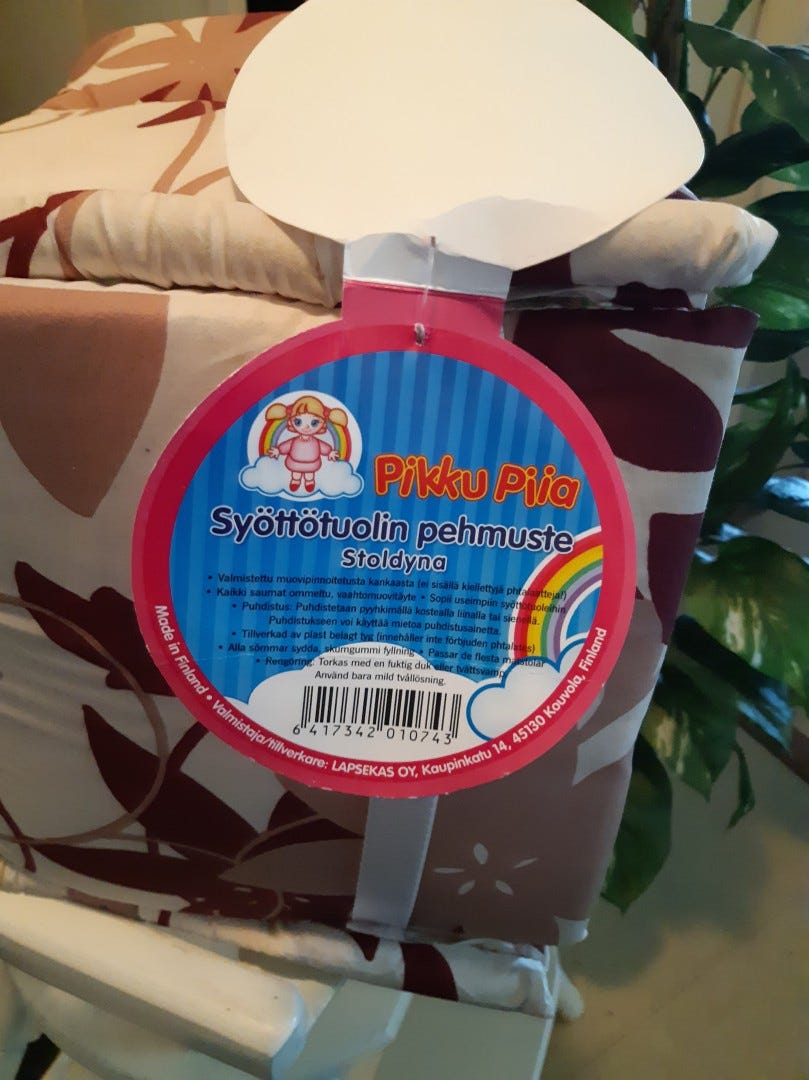 Pikku Piia
Syöttötuolin pehmuste
Stoldyna
• Valmistettu muovipinnoitetusta kankaasta (ei sisällä kiellettyjä phtalaatteja!)
• Kaikki saumat ommeltu, vaahtomuovitäyte • Sopii useimpiin syöttötuoleihin
• Puhdistus: Puhdistetaan pyyhkimällä kostealla liinalla tai sienellä.
Puhdistukseen voi käyttää mietoa puhdistusainetta.
• Tillverkad av plast belagt tyg (innehåller inte förbjuden phtalates)
• Alla sömmar sydda, skumgummi fyllning • Passar de flesta matstolar
• Rengöring: Torkas med en fuktig duk eller tvättsvamp
Använd bara mild tvållösning.
6 417342 010743
Made in Finland • Valmistaja/tillverkare: LAPSEKAS OY, Kaupinkatu 14, 45130 Kouvola, Finland